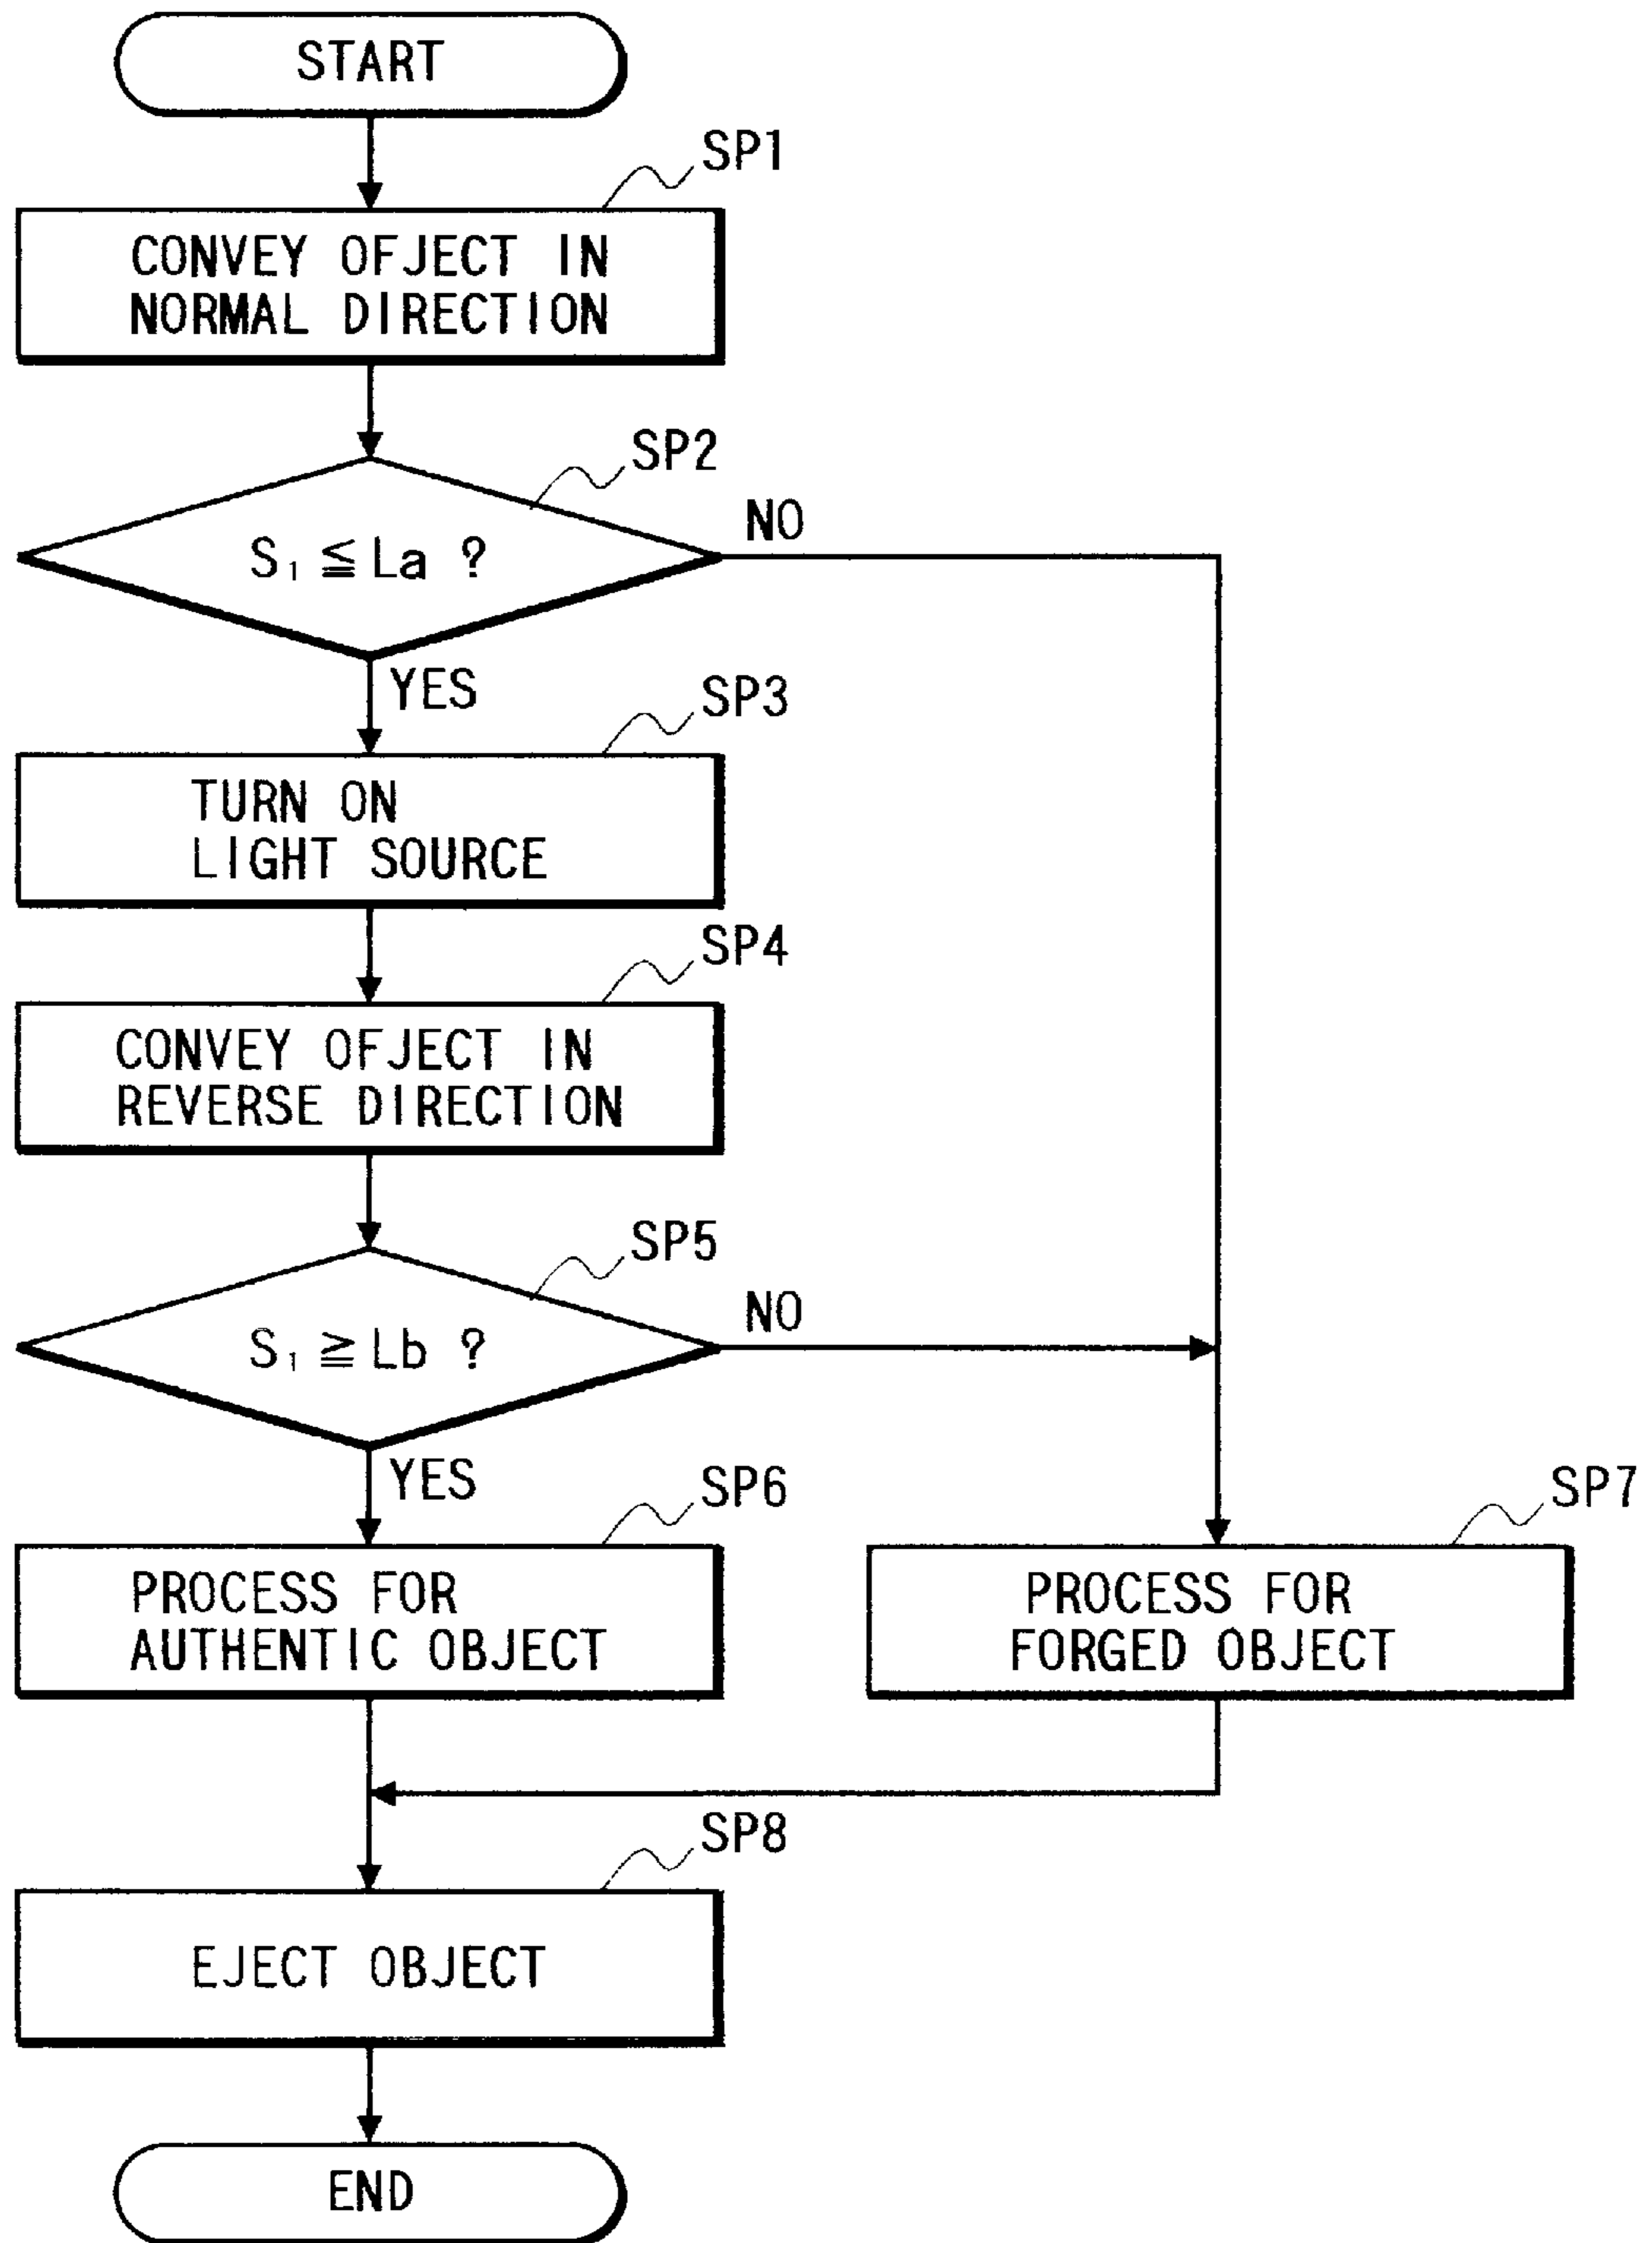 START
SP1
CONVEY OFJECT IN
NORMAL DIRECTION
SP2
S₁ ≦ La ?
NO
YES
SP3
TURN ON
LIGHT SOURCE
SP4
CONVEY OFJECT IN
REVERSE DIRECTION
SP5
S₁ ≧ Lb ?
NO
YES
SP6
PROCESS FOR
AUTHENTIC OBJECT
SP7
PROCESS FOR
FORGED OBJECT
SP8
EJECT OBJECT
END